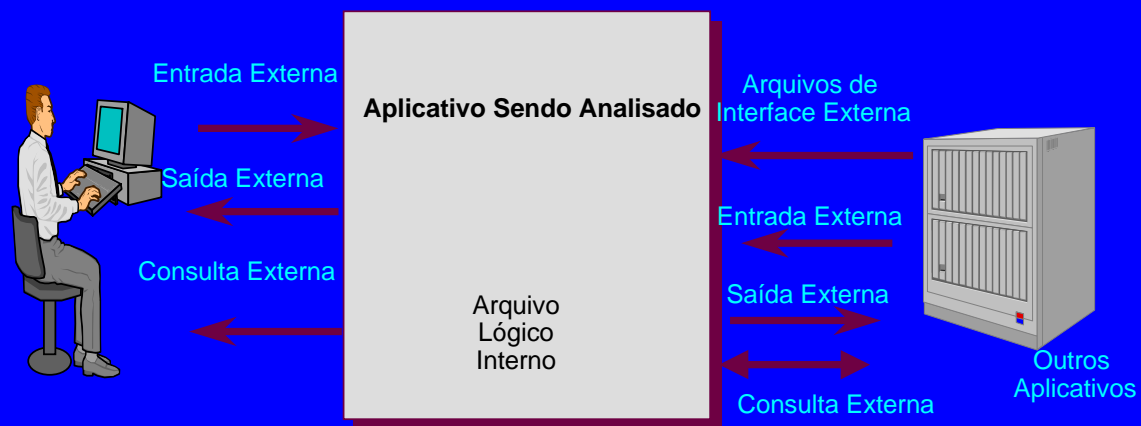 Entrada Externa
Saída Externa
Consulta Externa
Aplicativo Sendo Analisado
Arquivo
Lógico
Interno
Arquivos de
Interface Externa
Entrada Externa
Saída Externa
Consulta Externa
Outros
Aplicativos